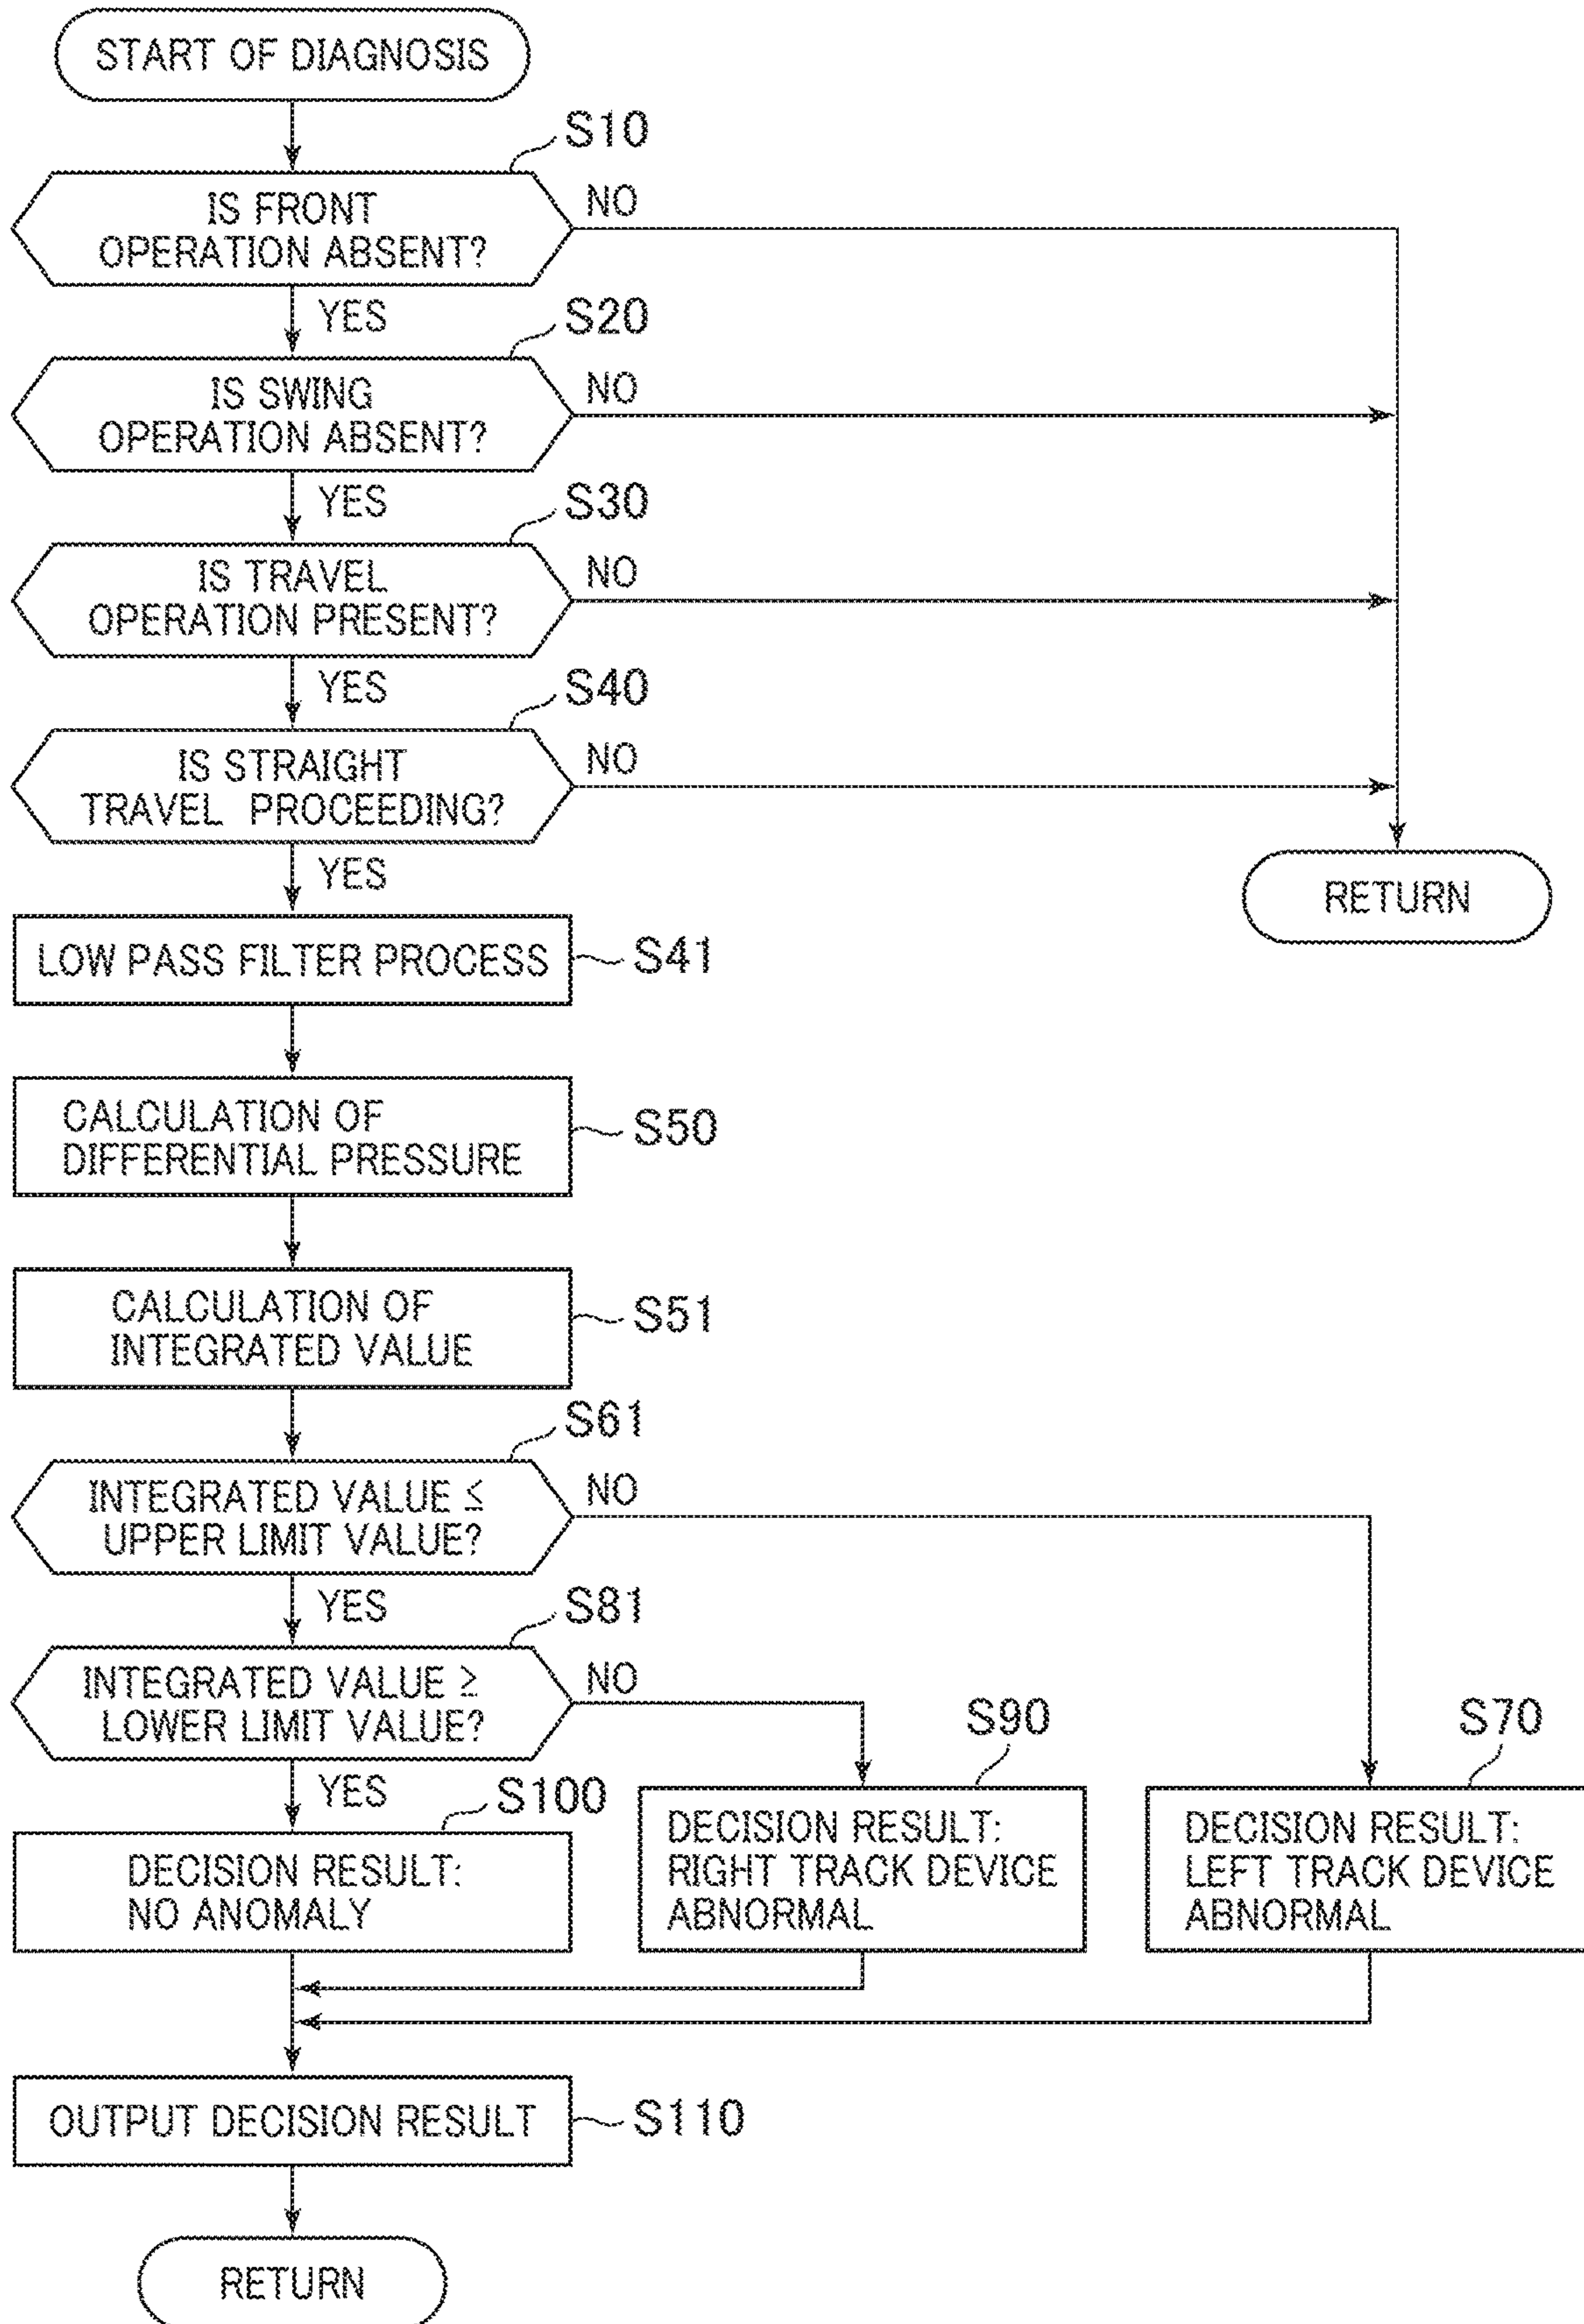 START OF DIAGNOSIS
S10
IS FRONT
OPERATION ABSENT?
NO
YES
S20
IS SWING
OPERATION ABSENT?
NO
YES
S30
IS TRAVEL
OPERATION PRESENT?
NO
YES
S40
IS STRAIGHT
TRAVEL PROCEEDING?
NO
YES
RETURN
LOW PASS FILTER PROCESS
S41
CALCULATION OF
DIFFERENTIAL PRESSURE
S50
CALCULATION OF
INTEGRATED VALUE
S51
S61
INTEGRATED VALUE ≤
UPPER LIMIT VALUE?
NO
YES
S81
INTEGRATED VALUE ≥
LOWER LIMIT VALUE?
NO
YES
S100
DECISION RESULT:
NO ANOMALY
S90
DECISION RESULT:
RIGHT TRACK DEVICE
ABNORMAL
S70
DECISION RESULT:
LEFT TRACK DEVICE
ABNORMAL
OUTPUT DECISION RESULT
S110
RETURN